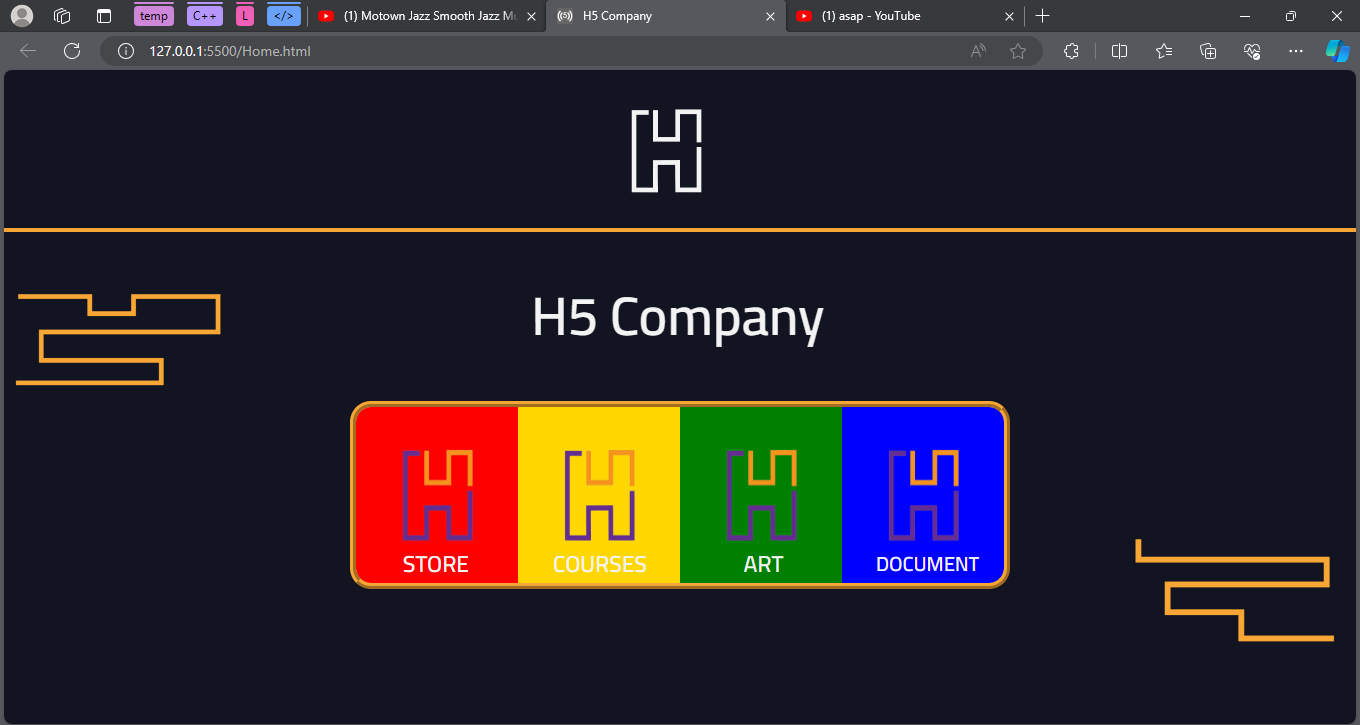 temp C++ L </> (1) Motown Jazz Smooth Jazz Mu H5 Company (1) asap - YouTube
127.0.0.1:5500/Home.html
H
H5 Company
H H H H
STORE COURSES ART DOCUMENT